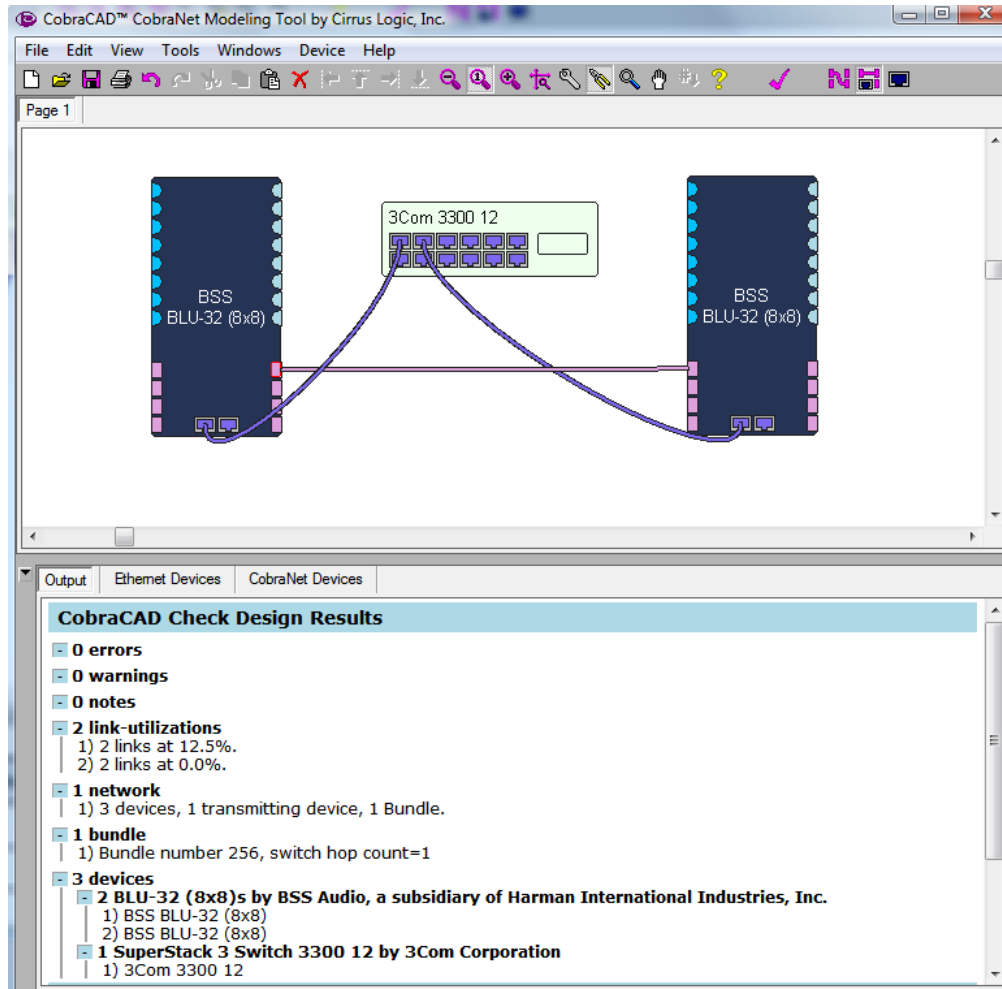 CobraCAD™ CobraNet Modeling Tool by Cirrus Logic, Inc.
File Edit View Tools Windows Device Help
Page 1
3Com 3300 12
BSS
BLU-32 (8x8)
BSS
BLU-32 (8x8)
Output Ethernet Devices CobraNet Devices
CobraCAD Check Design Results
- 0 errors
- 0 warnings
- 0 notes
- 2 link-utilizations
1) 2 links at 12.5%.
2) 2 links at 0.0%.
- 1 network
1) 3 devices, 1 transmitting device, 1 Bundle.
- 1 bundle
1) Bundle number 256, switch hop count=1
- 3 devices
- 2 BLU-32 (8x8)s by BSS Audio, a subsidiary of Harman International Industries, Inc.
1) BSS BLU-32 (8x8)
2) BSS BLU-32 (8x8)
- 1 SuperStack 3 Switch 3300 12 by 3Com Corporation
1) 3Com 3300 12